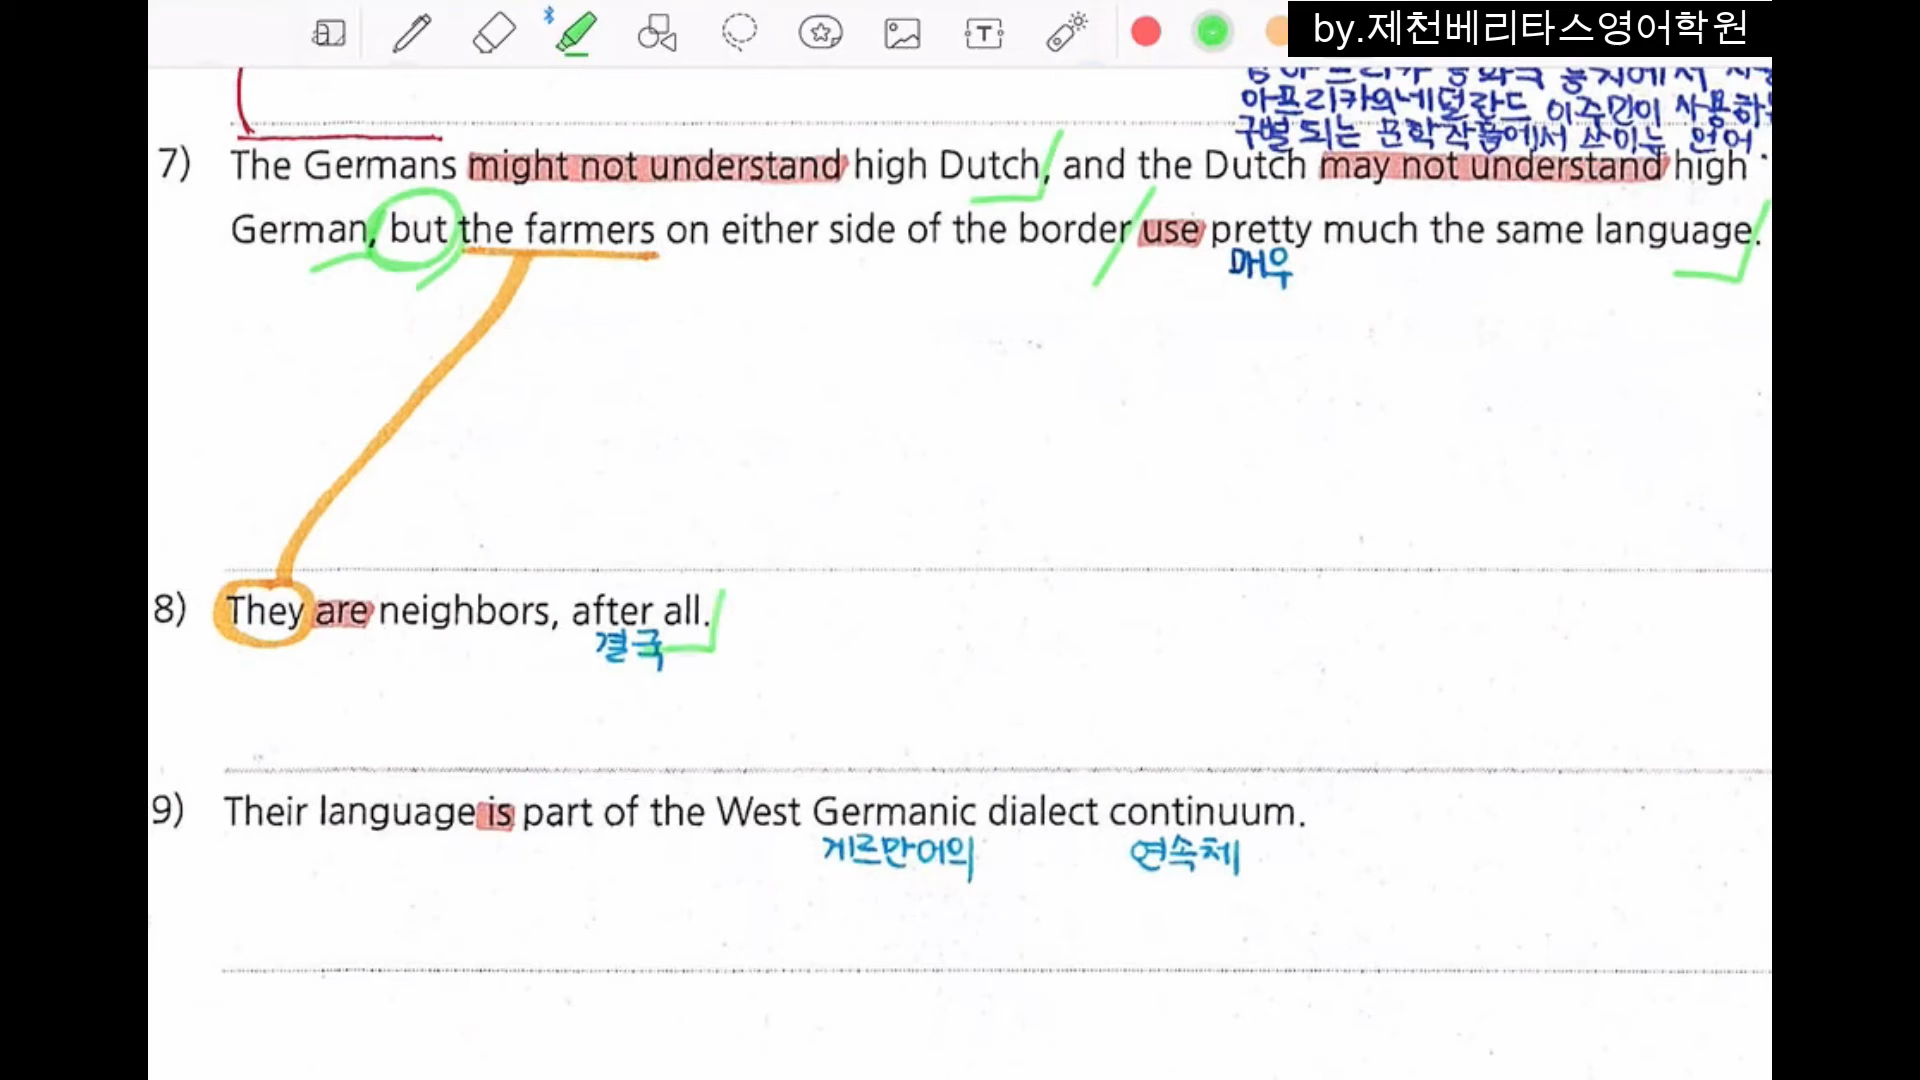 by.제천베리타스영어학원
아프리카의 네덜란드 이주민이 사용하
구별되는 문학작품에서 쓰이는 언어
7) The Germans might not understand high Dutch, and the Dutch may not understand high
German, but the farmers on either side of the border use pretty much the same language.
매우
8) They are neighbors, after all.
결국
9) Their language is part of the West Germanic dialect continuum.
게르만어의 연속체